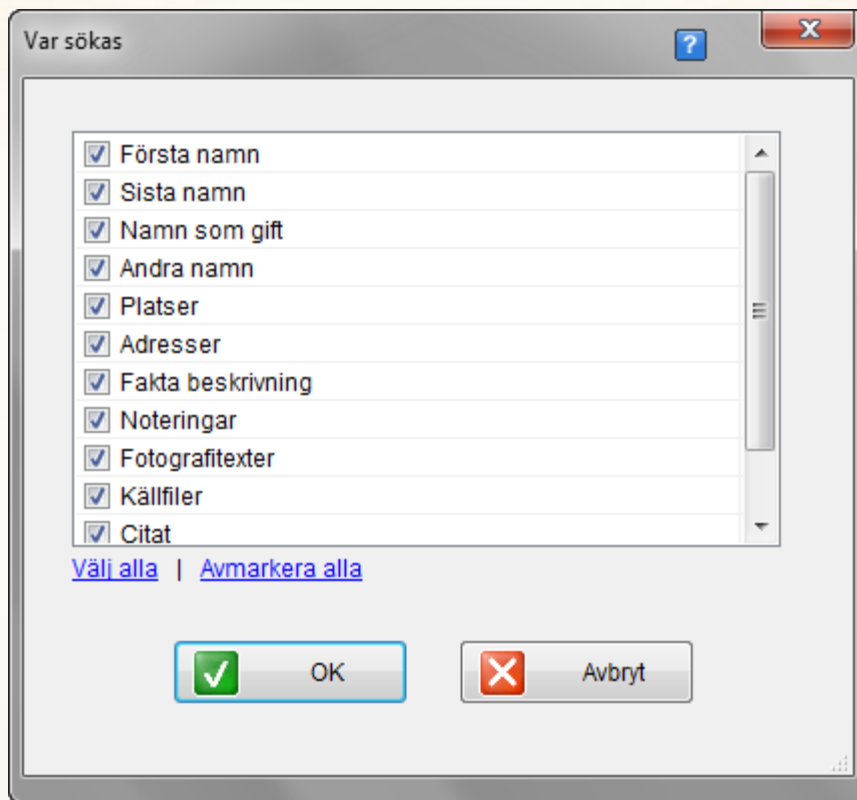 Var sökas
?
Första namn
Sista namn
Namn som gift
Andra namn
Platser
Adresser
Fakta beskrivning
Noteringar
Fotografitexter
Källfiler
Citat
Välj alla | Avmarkera alla
OK Avbryt